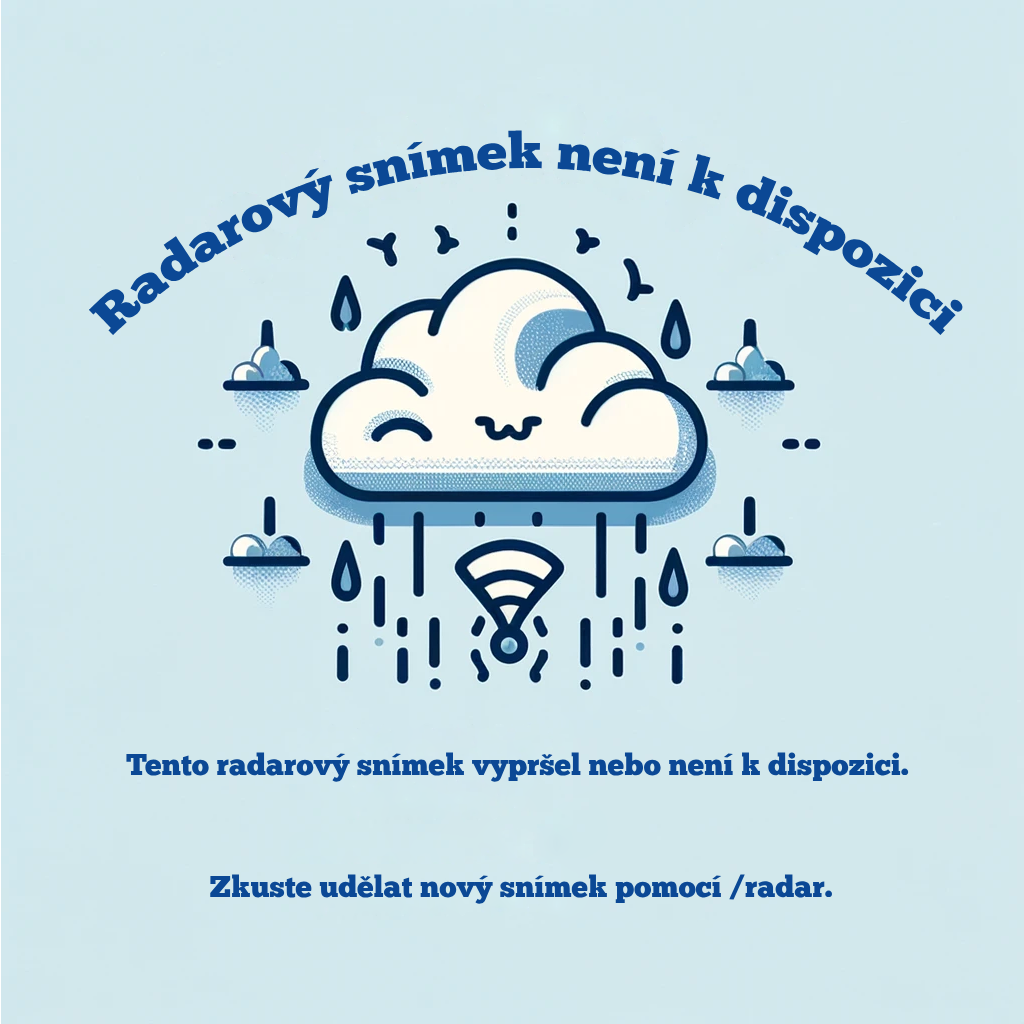 Radarový snímek není k dispozici
Tento radarový snímek vypršel nebo není k dispozici.
Zkuste udělat nový snímek pomocí /radar.